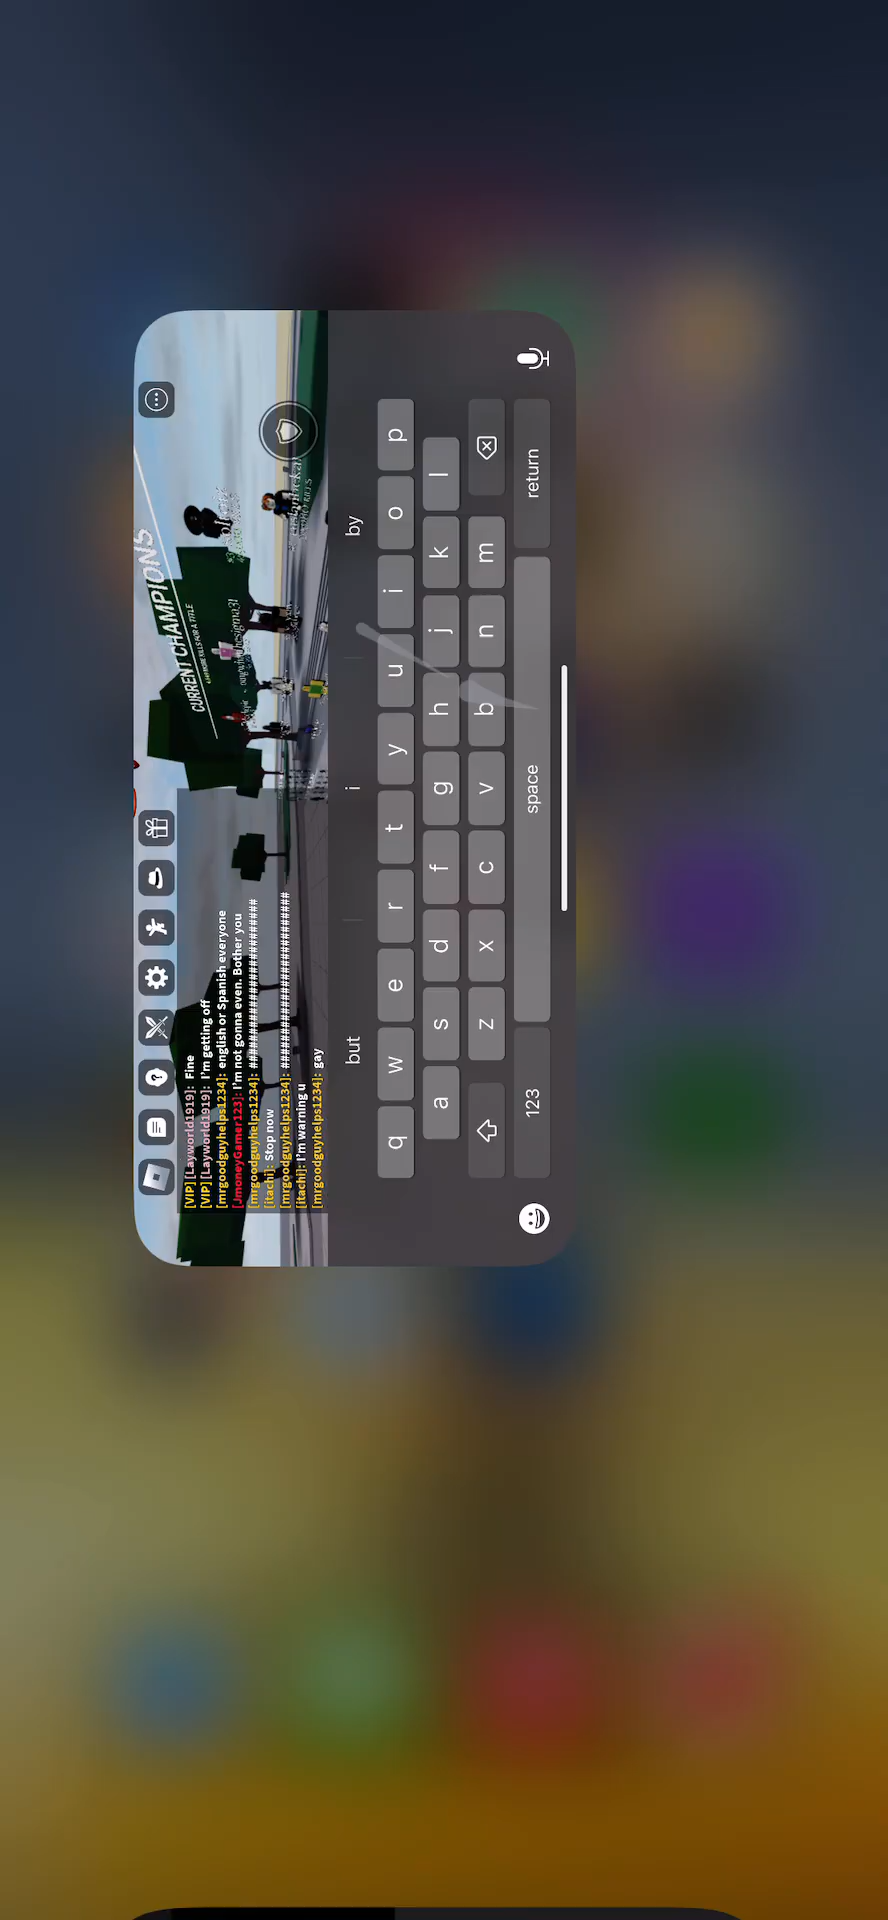 CURRENT CHAMPIONS
[VIP] [Layworld1919]: Fine
[VIP] [Layworld1919]: I'm getting off
[mrgoodguyhelps1234]: english or Spanish everyone
[JmoneyGamer123]: I'm not gonna even. Bother you
[mrgoodguyhelps1234]: ##########################
[itachi]: Stop now
[mrgoodguyhelps1234]: ##########################
[itachi]: I'm warning u
[mrgoodguyhelps1234]: gay
but i by
q w e r t y u i o p
a s d f g h j k l
z x c v b n m
123 space return